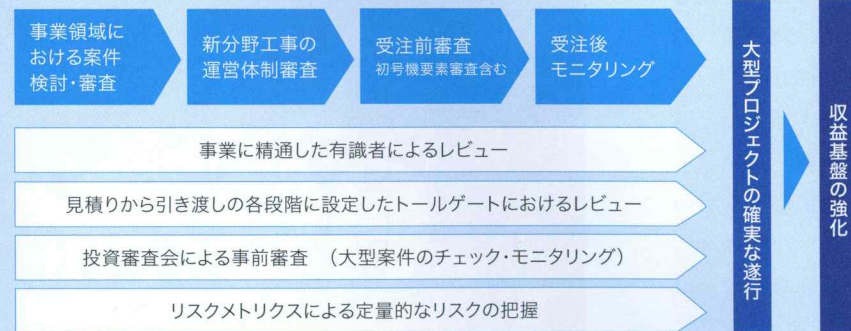 事業領域に
おける案件
検討・審査
新分野工事の
運営体制審査
受注前審査
初号機要素審査含む
受注後
モニタリング
事業に精通した有識者によるレビュー
見積りから引き渡しの各段階に設定したトールゲートにおけるレビュー
投資審査会による事前審査　（大型案件のチェック・モニタリング）
リスクメトリクスによる定量的なリスクの把握
大型プロジェクトの確実な遂行
収益基盤の強化